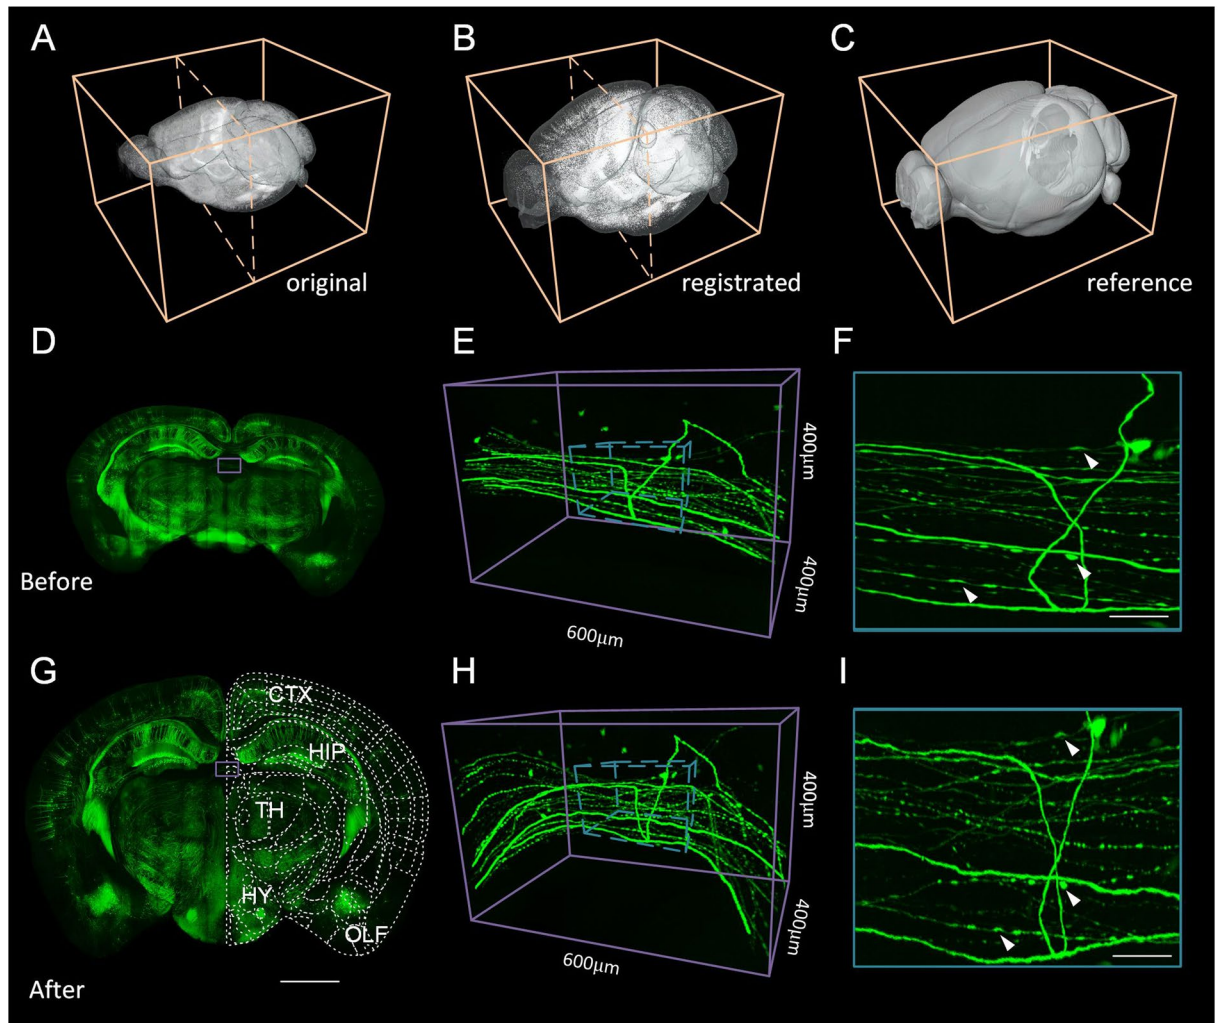 A
B
C
original
registrated
reference
D
E
F
400μm
400μm
600μm
Before
G
H
I
CTX
HIP
TH
HY
OLF
400μm
400μm
600μm
After